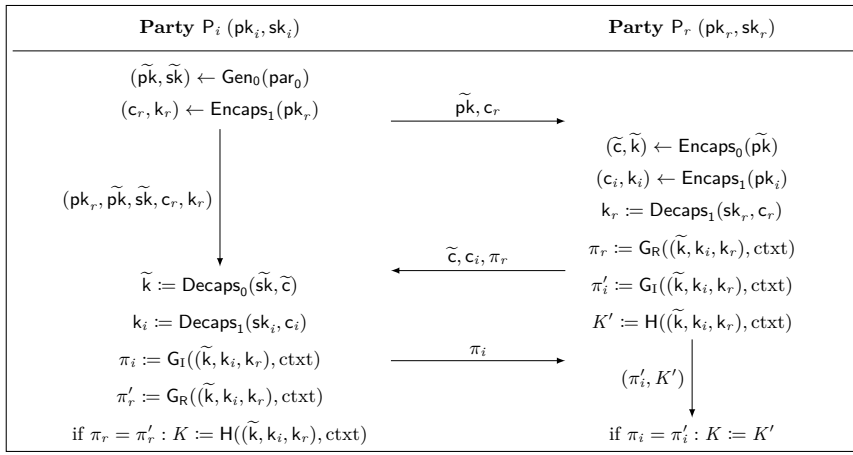 Party P_i (pk_i, sk_i)
Party P_r (pk_r, sk_r)
(p͠k, s͠k) ← Gen_0(par_0)
(c_r, k_r) ← Encaps_1(pk_r)
p͠k, c_r
(c̃, k̃) ← Encaps_0(p͠k)
(c_i, k_i) ← Encaps_1(pk_i)
(pk_r, p͠k, s͠k, c_r, k_r)
k_r := Decaps_1(sk_r, c_r)
π_r := G_R((k̃, k_i, k_r), ctxt)
c̃, c_i, π_r
k̃ := Decaps_0(s͠k, c̃)
π′_i := G_I((k̃, k_i, k_r), ctxt)
k_i := Decaps_1(sk_i, c_i)
K′ := H((k̃, k_i, k_r), ctxt)
π_i := G_I((k̃, k_i, k_r), ctxt)
π_i
(π′_i, K′)
π′_r := G_R((k̃, k_i, k_r), ctxt)
if π_r = π′_r : K := H((k̃, k_i, k_r), ctxt)
if π_i = π′_i : K := K′